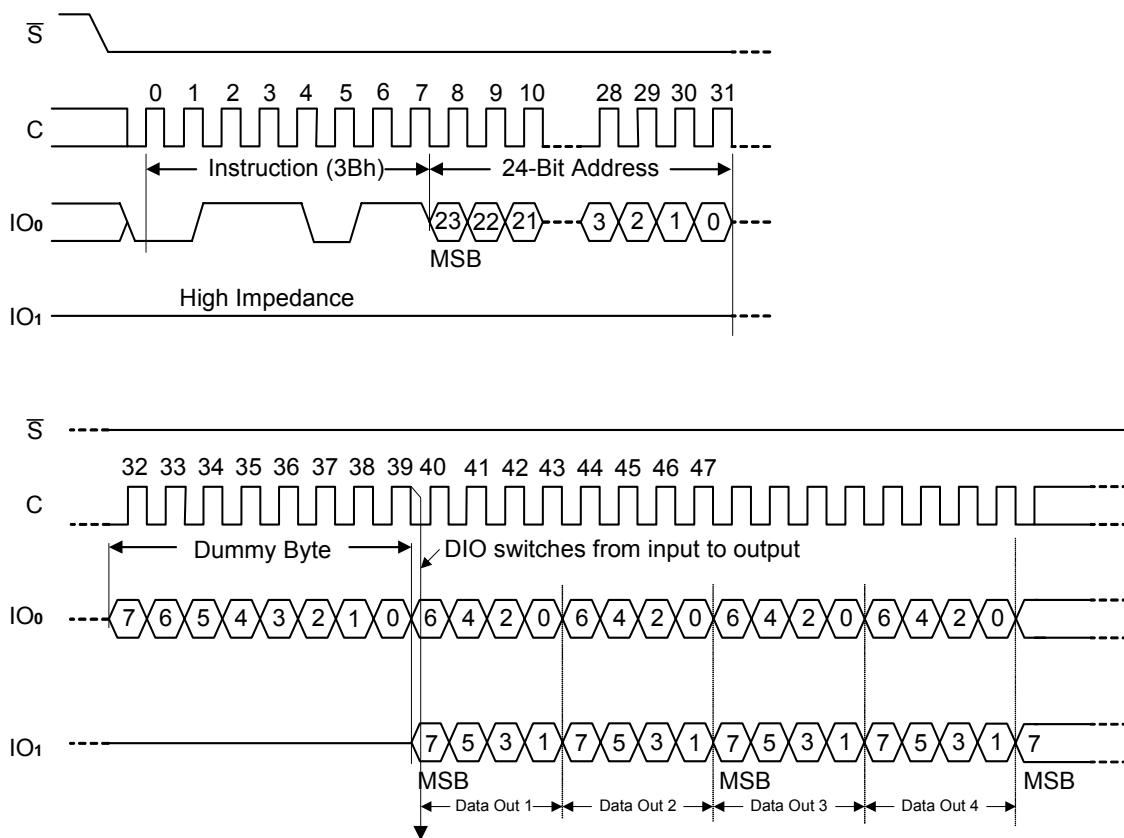 S
0 1 2 3 4 5 6 7 8 9 10 28 29 30 31
C
Instruction (3Bh) 24-Bit Address
IO0 23 22 21 3 2 1 0
MSB
High Impedance
IO1
S
32 33 34 35 36 37 38 39 40 41 42 43 44 45 46 47
C
Dummy Byte DIO switches from input to output
IO0 7 6 5 4 3 2 1 0 6 4 2 0 6 4 2 0 6 4 2 0 6 4 2 0
IO1 7 5 3 1 7 5 3 1 7 5 3 1 7 5 3 1 7
MSB MSB MSB
Data Out 1 Data Out 2 Data Out 3 Data Out 4